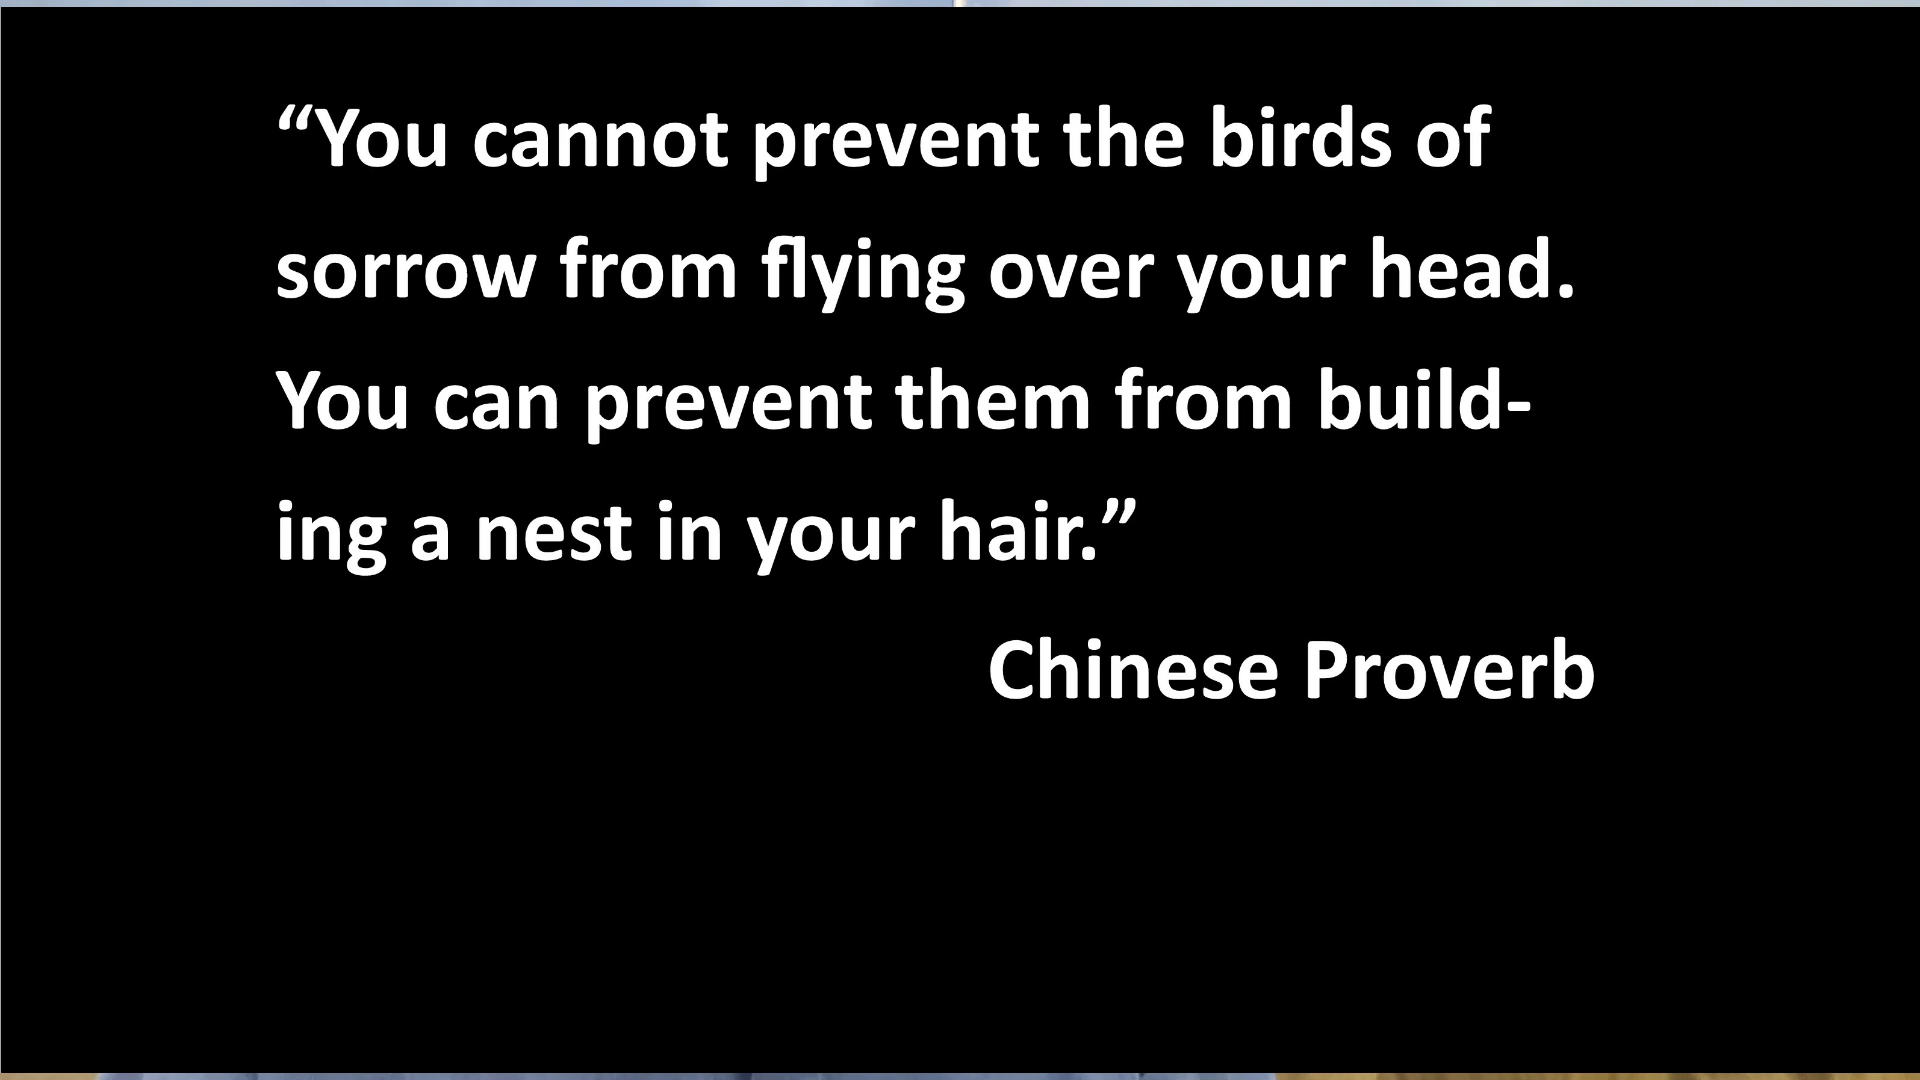 “You cannot prevent the birds of
sorrow from flying over your head.
You can prevent them from build-
ing a nest in your hair.”
Chinese Proverb